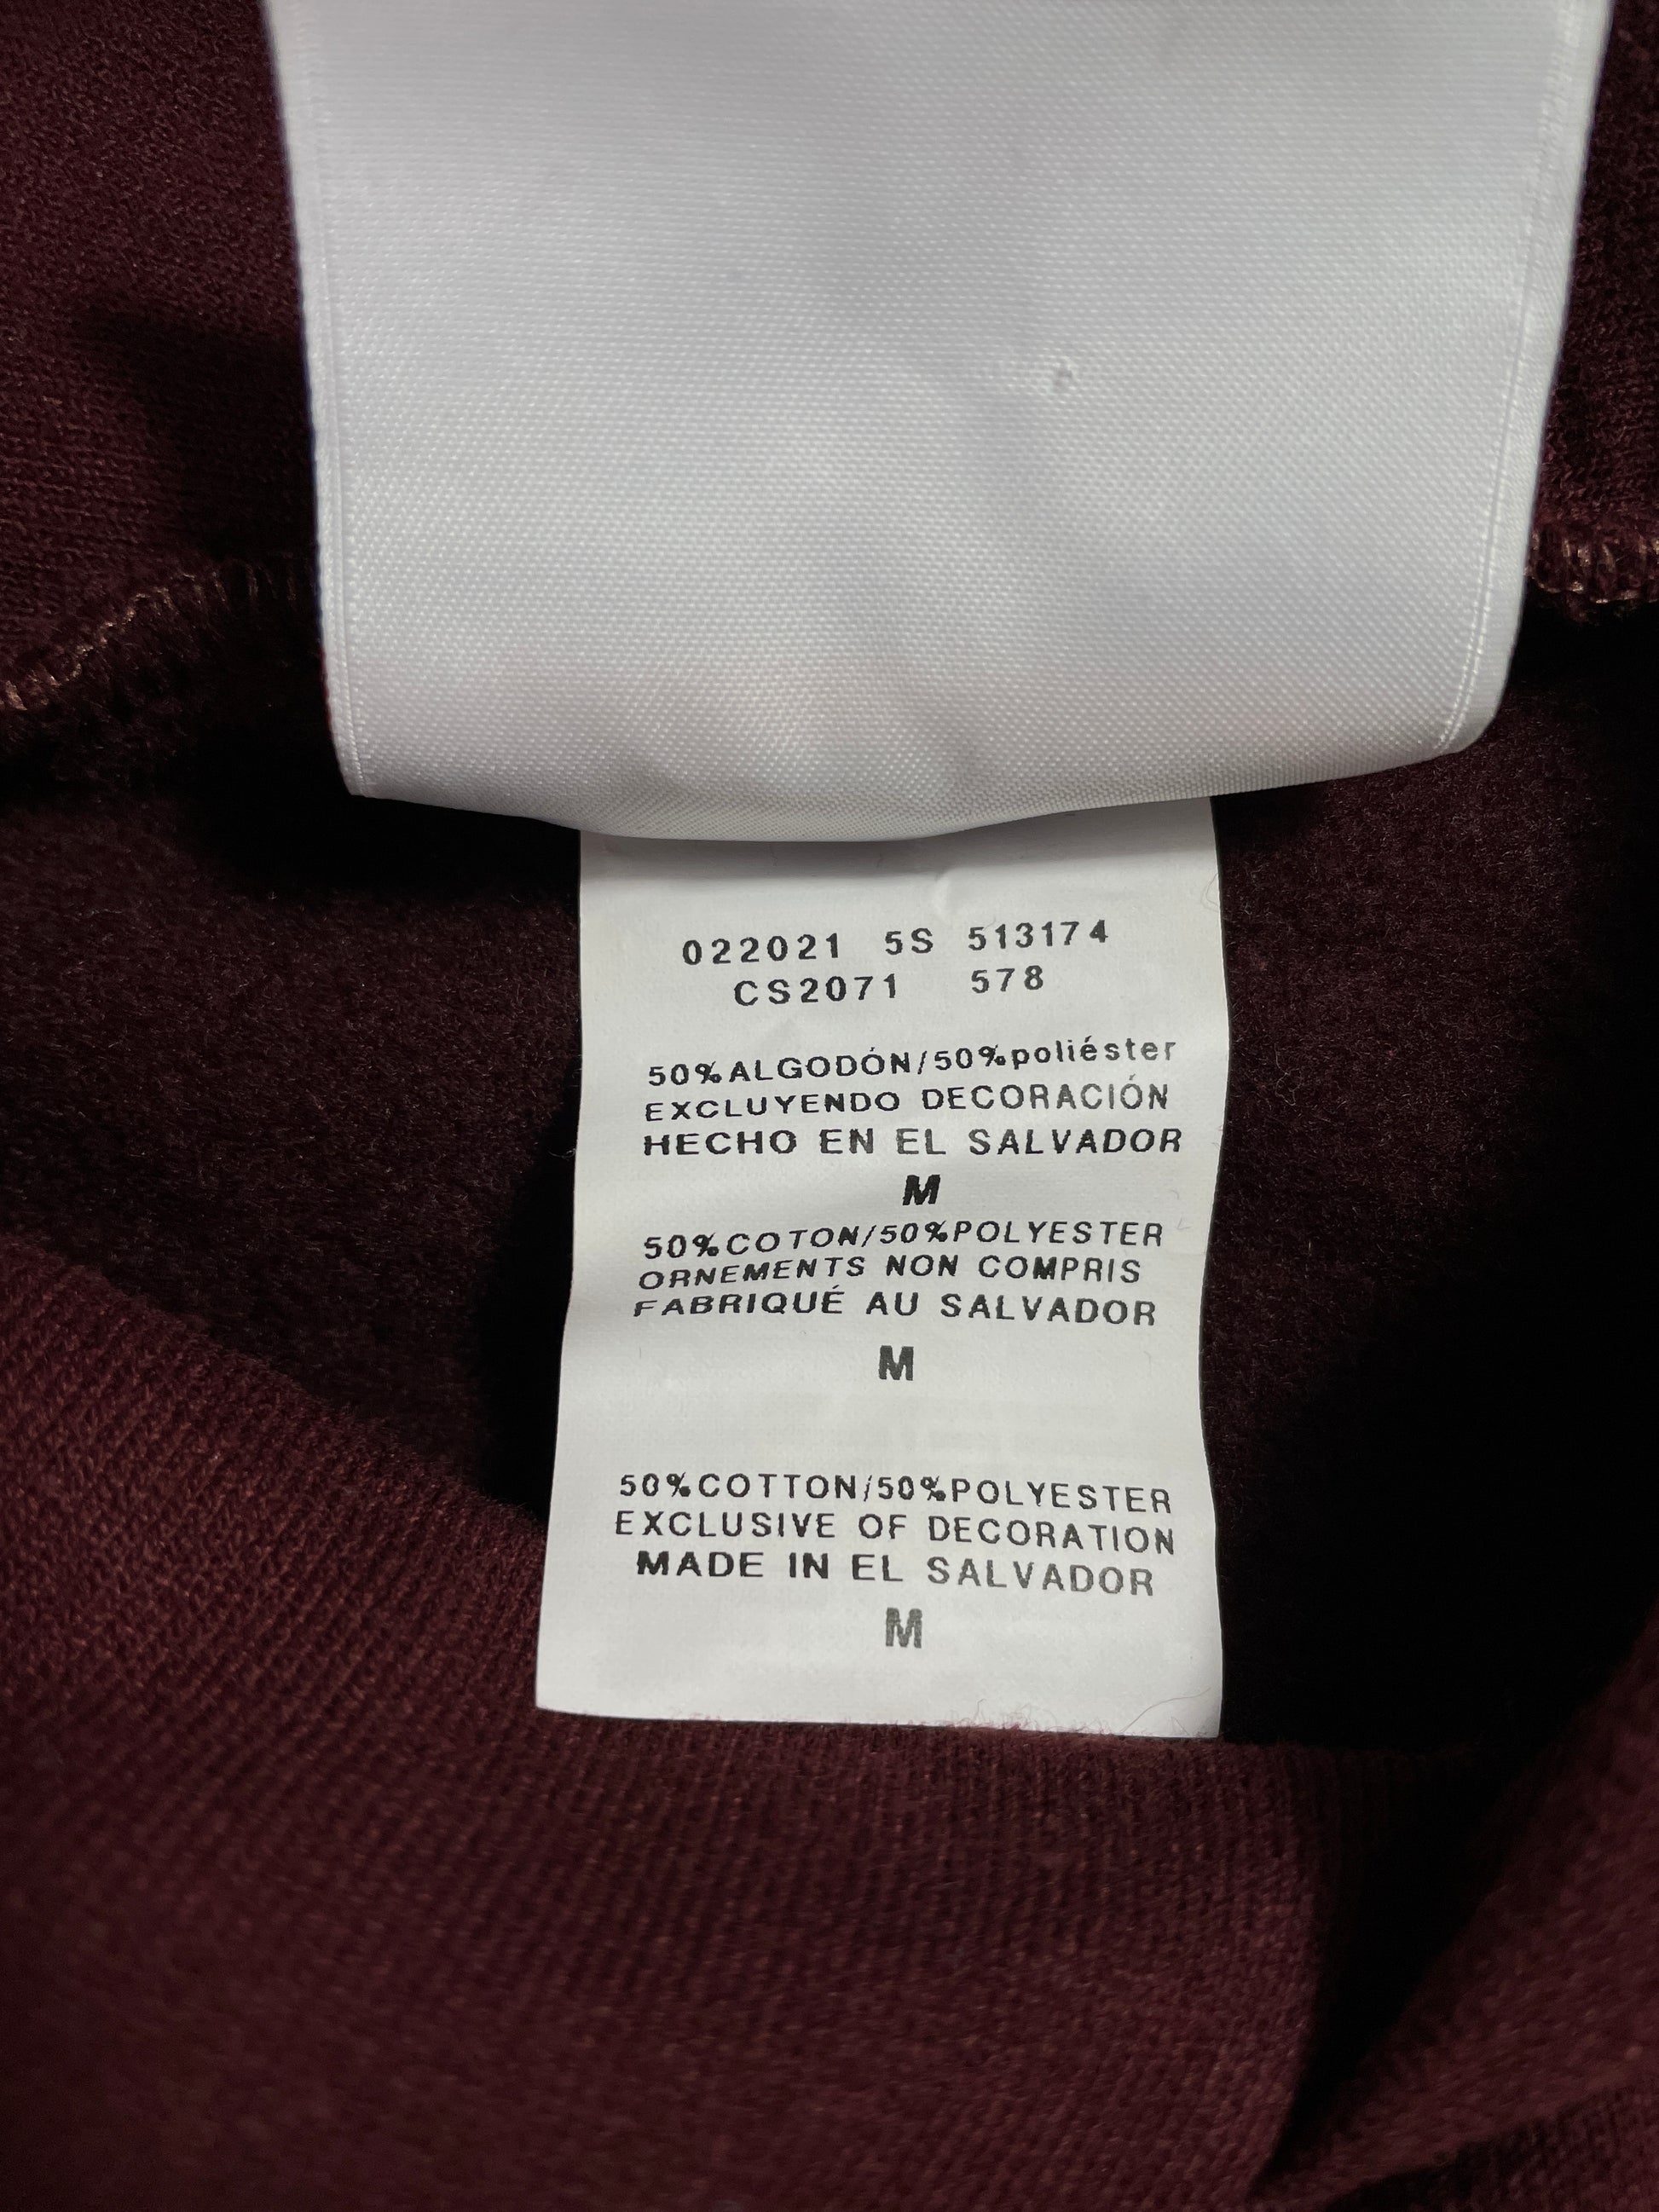 022021 5S 513174
CS2071 578
50%ALGODÓN/50%poliéster
EXCLUYENDO DECORACIÓN
HECHO EN EL SALVADOR
M
50%COTON/50%POLYESTER
ORNEMENTS NON COMPRIS
FABRIQUÉ AU SALVADOR
M
50%COTTON/50%POLYESTER
EXCLUSIVE OF DECORATION
MADE IN EL SALVADOR
M